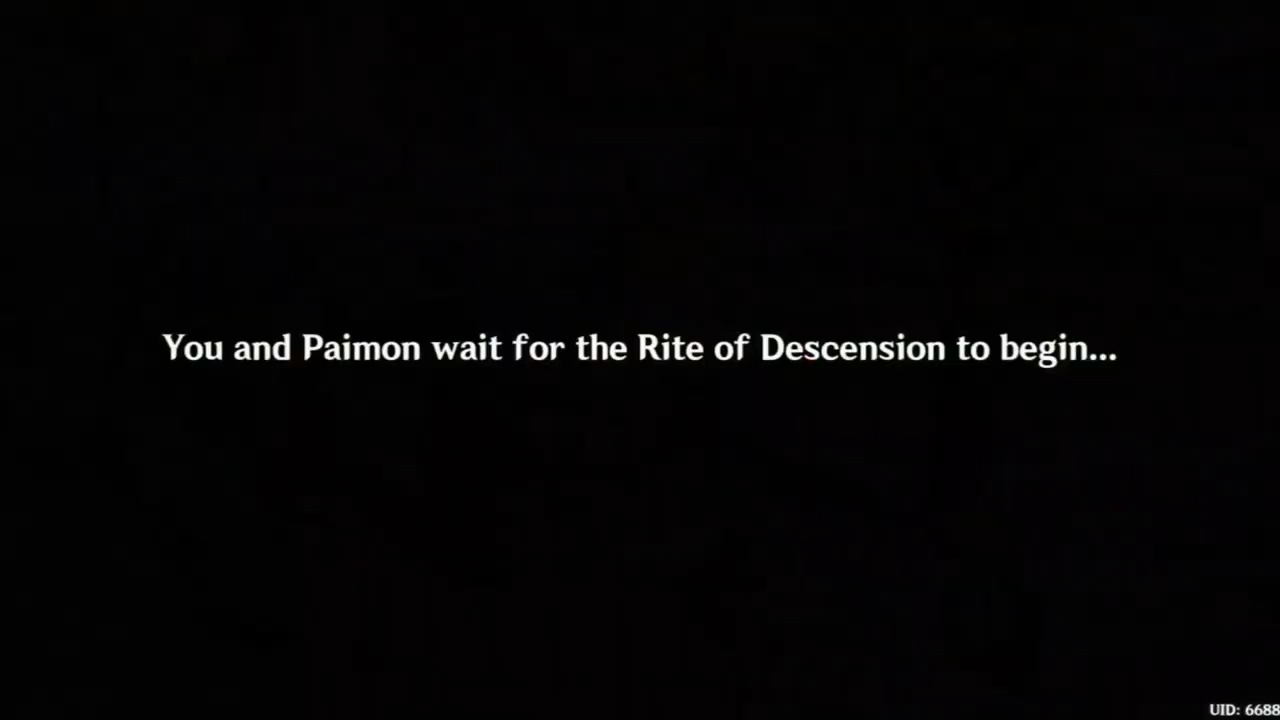 You and Paimon wait for the Rite of Descension to begin...
UID: 6688